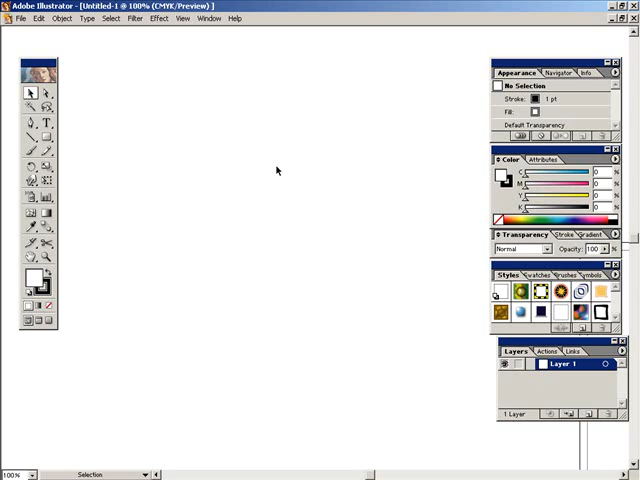 Adobe Illustrator - [Untitled-1 @ 100% (CMYK/Preview) ]
File Edit Object Type Select Filter Effect View Window Help
Appearance Navigator Info
No Selection
Stroke: 1 pt
Fill:
Default Transparency
Color Attributes
C 0 %
M 0
Y 0
K 0
Transparency Stroke Gradient
Normal Opacity: 100 %
Styles Swatches Brushes Symbols
Layers Actions Links
Layer 1
1 Layer
100% Selection